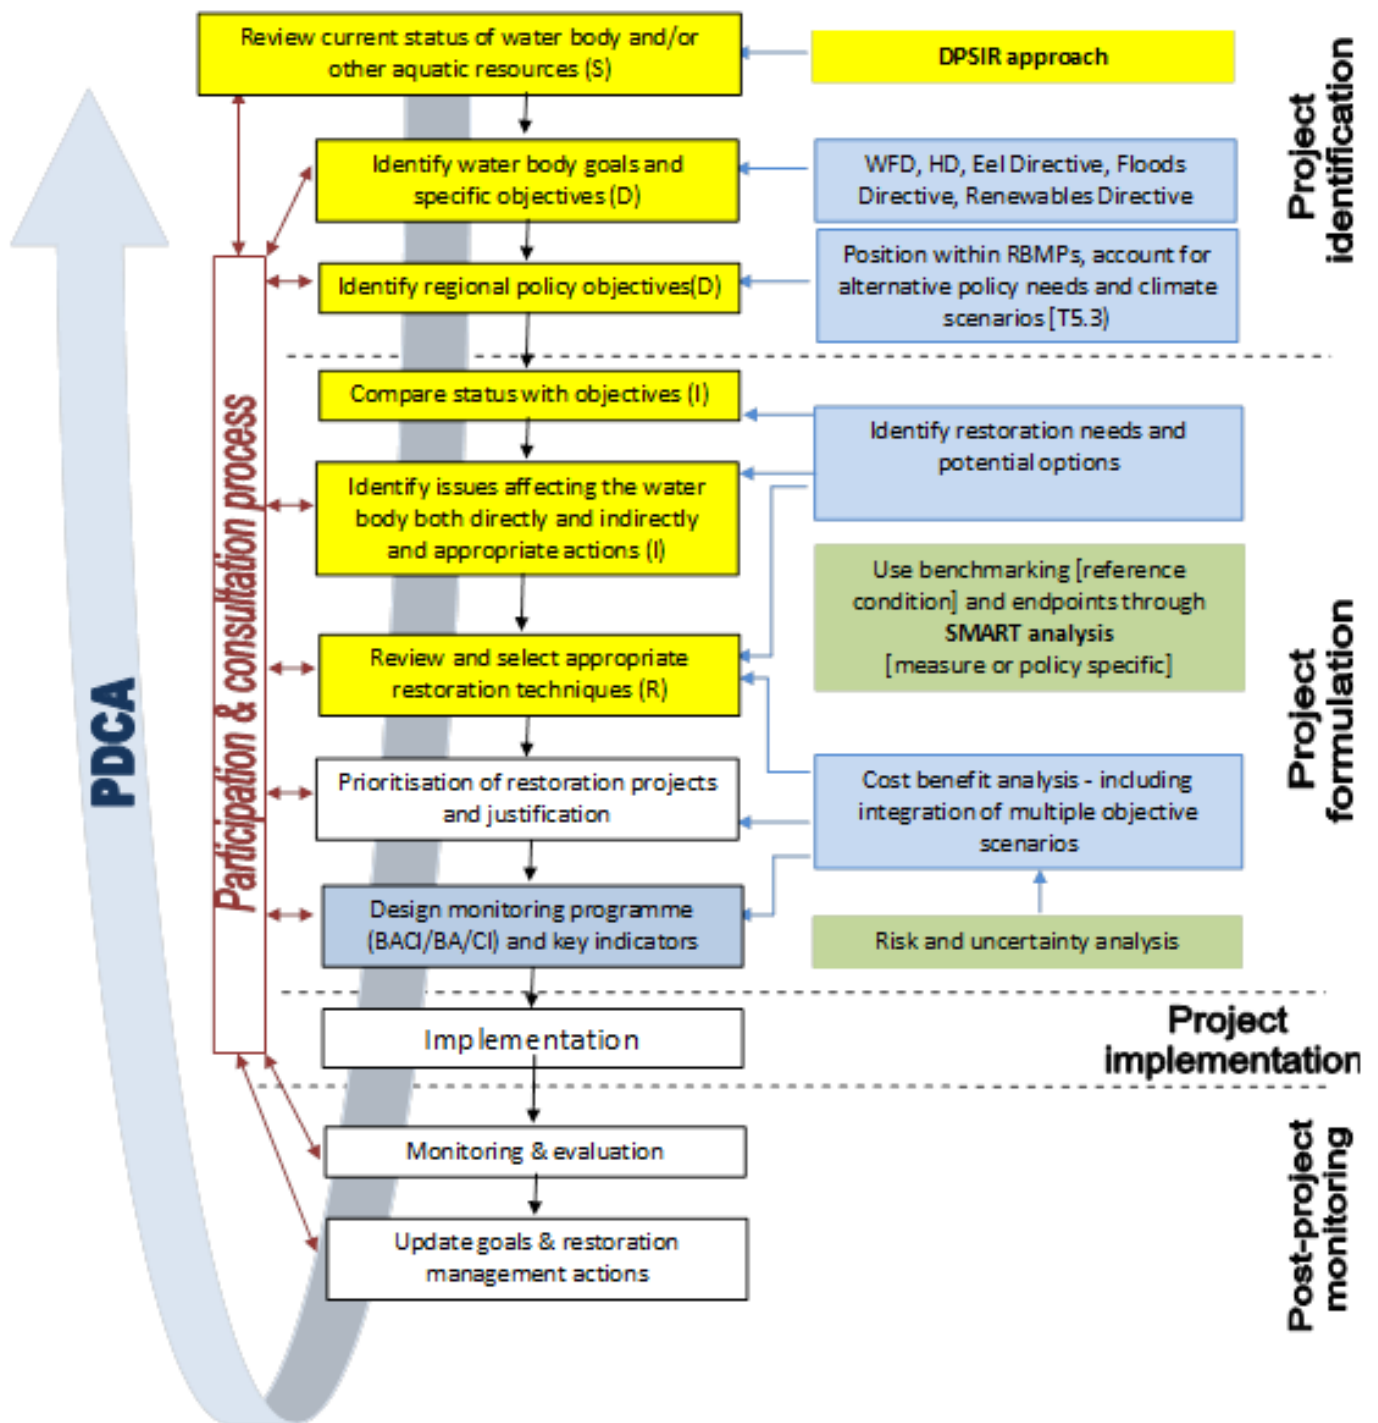 Review current status of water body and/or
other aquatic resources (S)
DPSIR approach
Project
identification
Identify water body goals and
specific objectives (D)
WFD, HD, Eel Directive, Floods
Directive, Renewables Directive
Identify regional policy objectives(D)
Position within RBMPs, account for
alternative policy needs and climate
scenarios [T5.3)
Compare status with objectives (I)
Identify restoration needs and
potential options
Identify issues affecting the water
body both directly and indirectly
and appropriate actions (I)
Use benchmarking [reference
condition] and endpoints through
SMART analysis
[measure or policy specific]
Project
formulation
Participation & consultation process
PDCA
Review and select appropriate
restoration techniques (R)
Prioritisation of restoration projects
and justification
Cost benefit analysis - including
integration of multiple objective
scenarios
Design monitoring programme
(BACI/BA/CI) and key indicators
Risk and uncertainty analysis
Implementation
Project
implementation
Monitoring & evaluation
Update goals & restoration
management actions
Post-project
monitoring